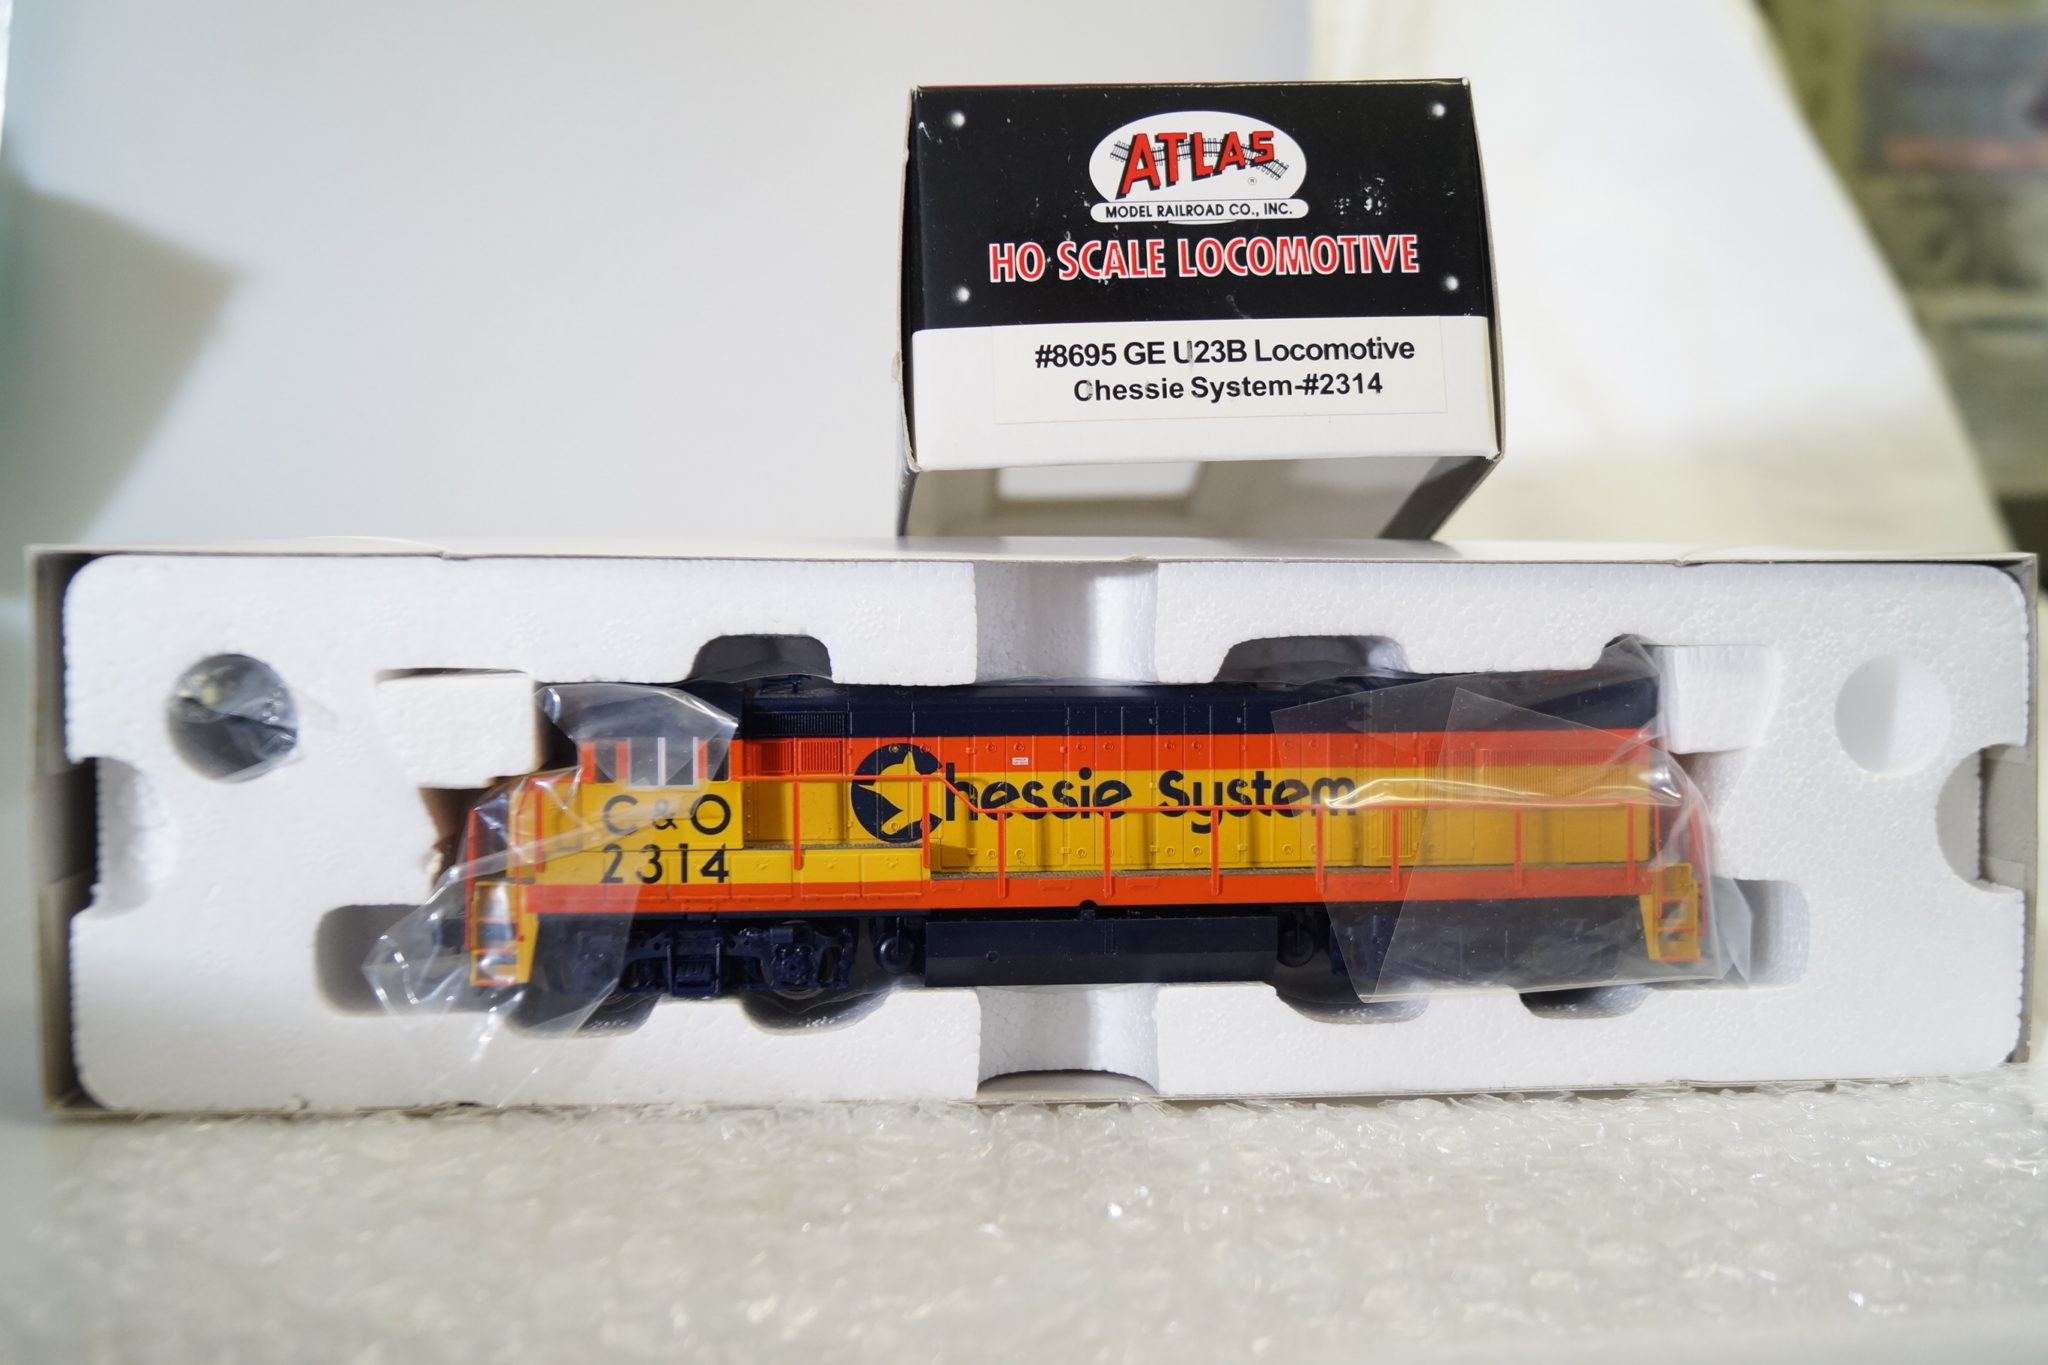 ATLAS
®
MODEL RAILROAD CO., INC.
HO SCALE LOCOMOTIVE
#8695 GE U23B Locomotive
Chessie System-#2314
Chessie System
C & O
2314